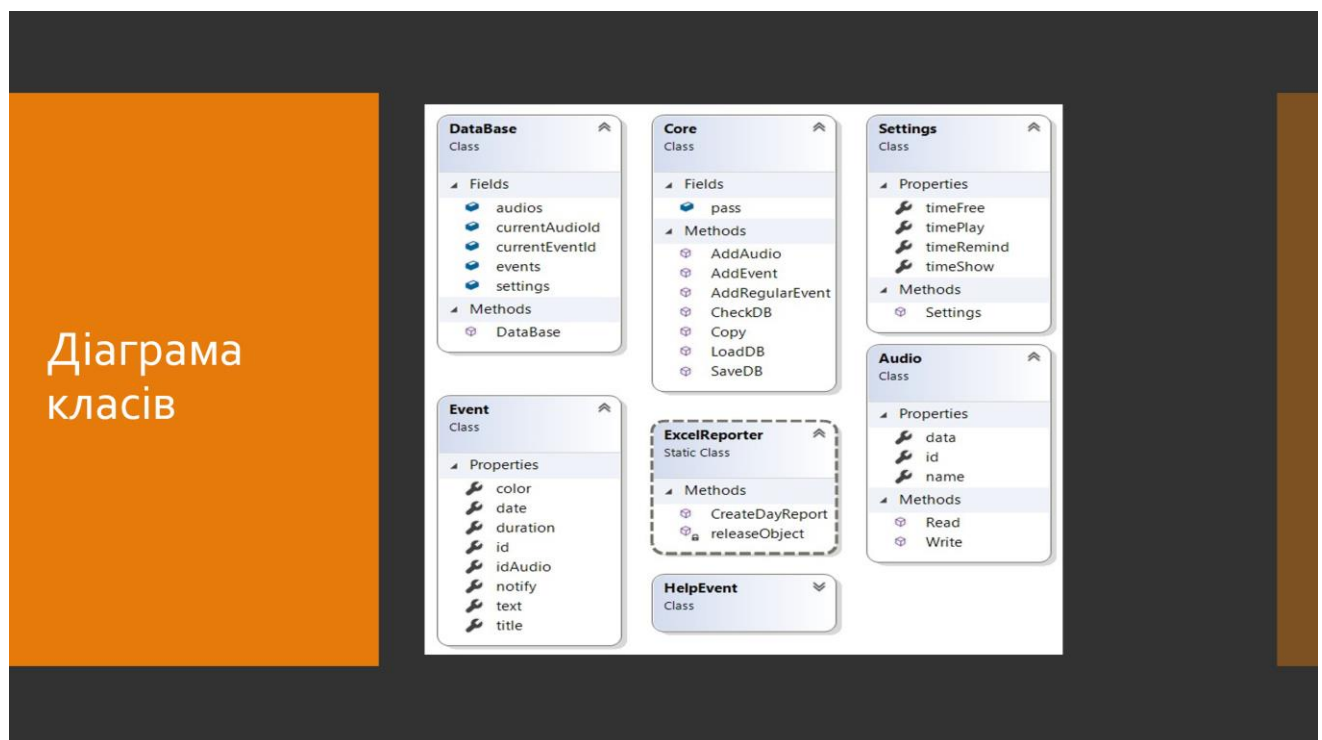 Діаграма
класів
DataBase
Class
Fields
audios
currentAudioId
currentEventId
events
settings
Methods
DataBase
Event
Class
Properties
color
date
duration
id
idAudio
notify
text
title
Core
Class
Fields
pass
Methods
AddAudio
AddEvent
AddRegularEvent
CheckDB
Copy
LoadDB
SaveDB
ExcelReporter
Static Class
Methods
CreateDayReport
releaseObject
HelpEvent
Class
Settings
Class
Properties
timeFree
timePlay
timeRemind
timeShow
Methods
Settings
Audio
Class
Properties
data
id
name
Methods
Read
Write